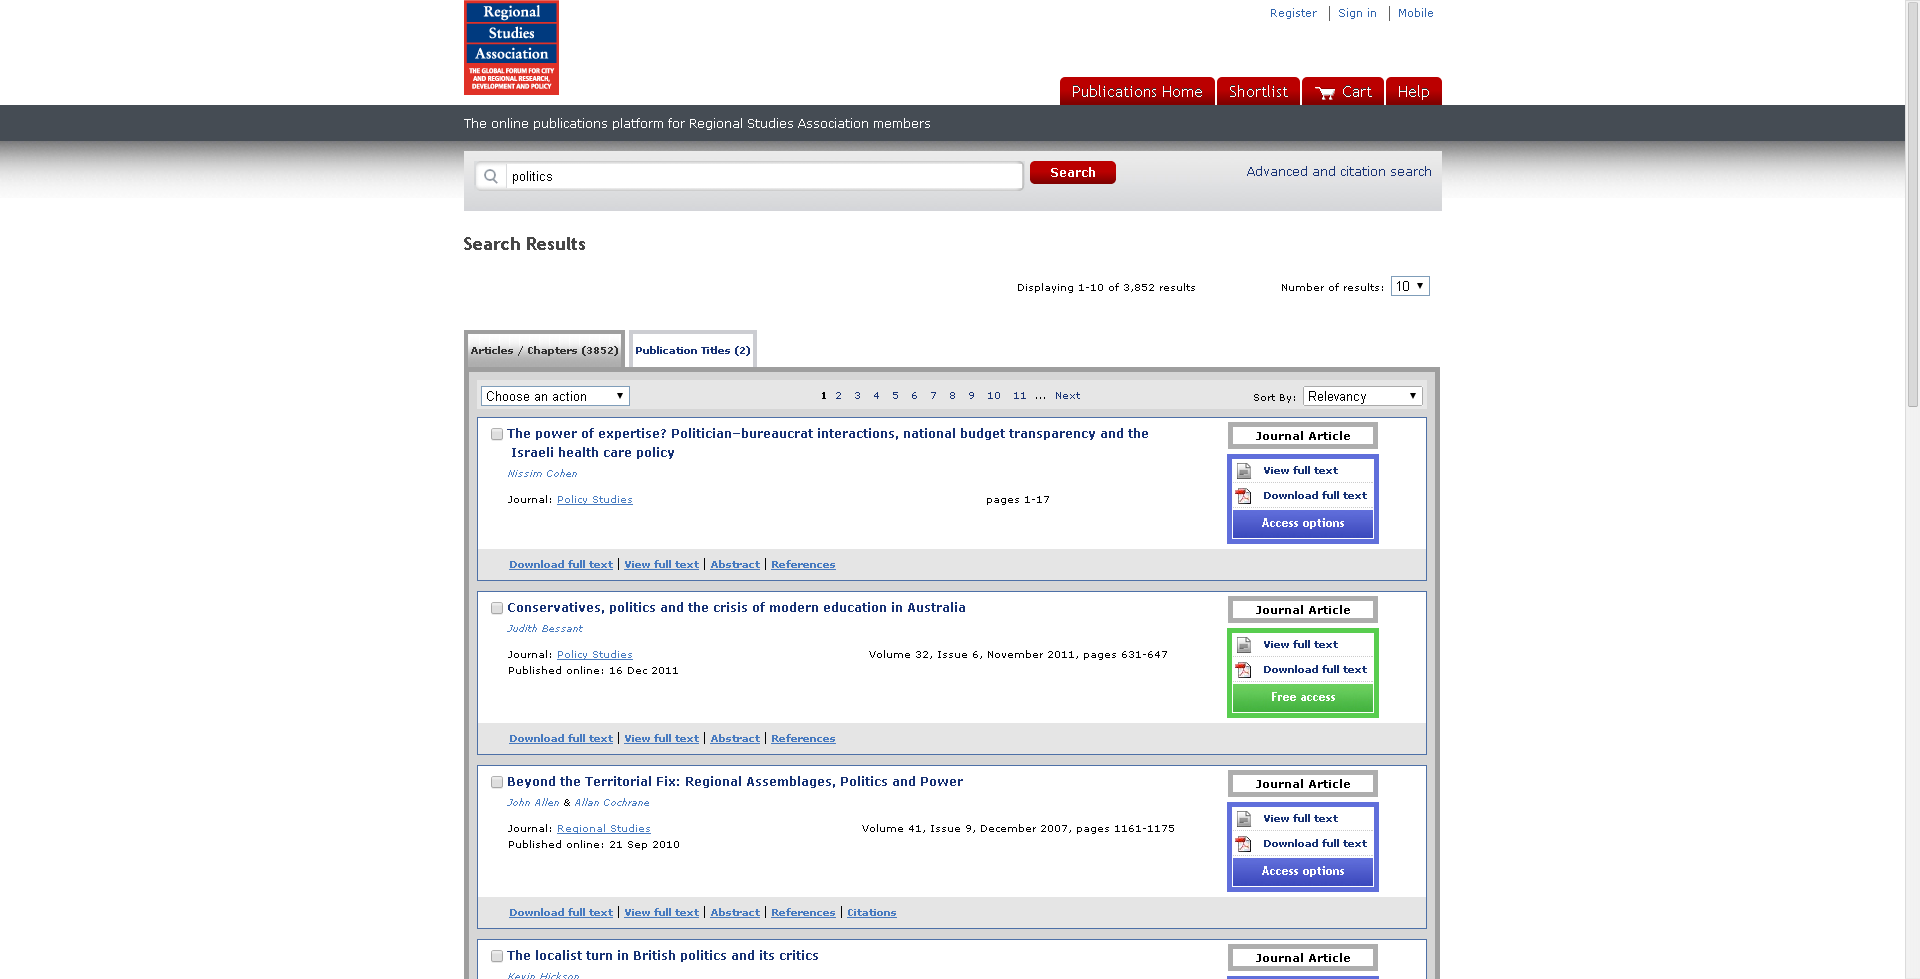 Regional
Studies
Association
THE GLOBAL FORUM FOR CITY
AND REGIONAL RESEARCH,
DEVELOPMENT AND POLICY
Register Sign in Mobile
Publications Home Shortlist Cart Help
The online publications platform for Regional Studies Association members
politics Search Advanced and citation search
Search Results
Displaying 1-10 of 3,852 results Number of results: 10
Articles / Chapters (3852) Publication Titles (2)
Choose an action 1 2 3 4 5 6 7 8 9 10 11 ... Next Sort By: Relevancy
The power of expertise? Politician–bureaucrat interactions, national budget transparency and the
Israeli health care policy
Nissim Cohen
Journal: Policy Studies pages 1-17
Journal Article
View full text
Download full text
Access options
Download full text | View full text | Abstract | References
Conservatives, politics and the crisis of modern education in Australia
Judith Bessant
Journal: Policy Studies Volume 32, Issue 6, November 2011, pages 631-647
Published online: 16 Dec 2011
Journal Article
View full text
Download full text
Free access
Download full text | View full text | Abstract | References
Beyond the Territorial Fix: Regional Assemblages, Politics and Power
John Allen & Allan Cochrane
Journal: Regional Studies Volume 41, Issue 9, December 2007, pages 1161-1175
Published online: 21 Sep 2010
Journal Article
View full text
Download full text
Access options
Download full text | View full text | Abstract | References | Citations
The localist turn in British politics and its critics
Kevin Hickson
Journal Article